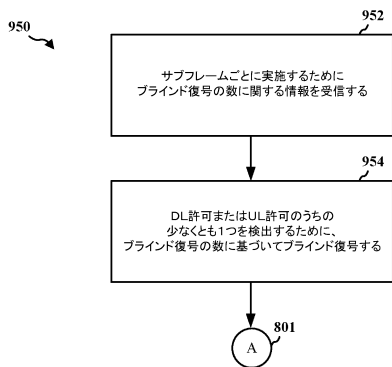 950
952
サブフレームごとに実施するために
ブラインド復号の数に関する情報を受信する
954
DL許可またはUL許可のうちの
少なくとも1つを検出するために、
ブラインド復号の数に基づいてブラインド復号する
801
A